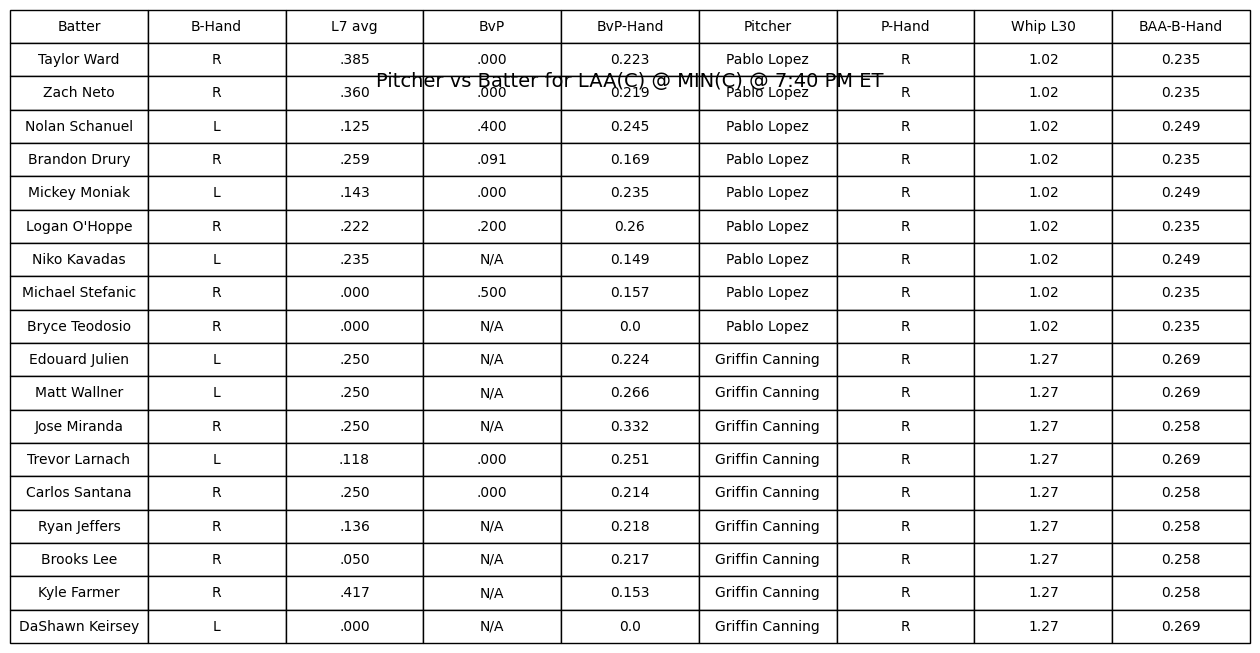 Batter B-Hand L7 avg BvP BvP-Hand Pitcher P-Hand Whip L30 BAA-B-Hand
Taylor Ward R .385 .000 0.223 Pablo Lopez R 1.02 0.235
Pitcher vs Batter for LAA(C) @ MIN(C) @ 7:40 PM ET
Zach Neto R .360 .000 0.219 Pablo Lopez R 1.02 0.235
Nolan Schanuel L .125 .400 0.245 Pablo Lopez R 1.02 0.249
Brandon Drury R .259 .091 0.169 Pablo Lopez R 1.02 0.235
Mickey Moniak L .143 .000 0.235 Pablo Lopez R 1.02 0.249
Logan O'Hoppe R .222 .200 0.26 Pablo Lopez R 1.02 0.235
Niko Kavadas L .235 N/A 0.149 Pablo Lopez R 1.02 0.249
Michael Stefanic R .000 .500 0.157 Pablo Lopez R 1.02 0.235
Bryce Teodosio R .000 N/A 0.0 Pablo Lopez R 1.02 0.235
Edouard Julien L .250 N/A 0.224 Griffin Canning R 1.27 0.269
Matt Wallner L .250 N/A 0.266 Griffin Canning R 1.27 0.269
Jose Miranda R .250 N/A 0.332 Griffin Canning R 1.27 0.258
Trevor Larnach L .118 .000 0.251 Griffin Canning R 1.27 0.269
Carlos Santana R .250 .000 0.214 Griffin Canning R 1.27 0.258
Ryan Jeffers R .136 N/A 0.218 Griffin Canning R 1.27 0.258
Brooks Lee R .050 N/A 0.217 Griffin Canning R 1.27 0.258
Kyle Farmer R .417 N/A 0.153 Griffin Canning R 1.27 0.258
DaShawn Keirsey L .000 N/A 0.0 Griffin Canning R 1.27 0.269